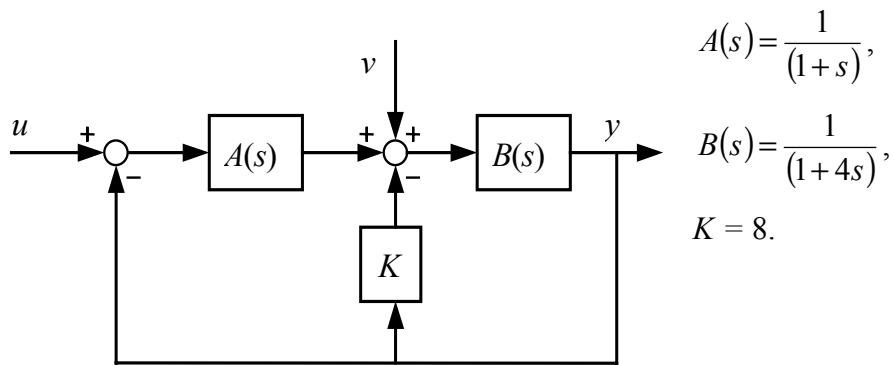 A(s) = 1/(1+s),
v
u + + + y
A(s) B(s) B(s) = 1/(1+4s),
− −
K K = 8.